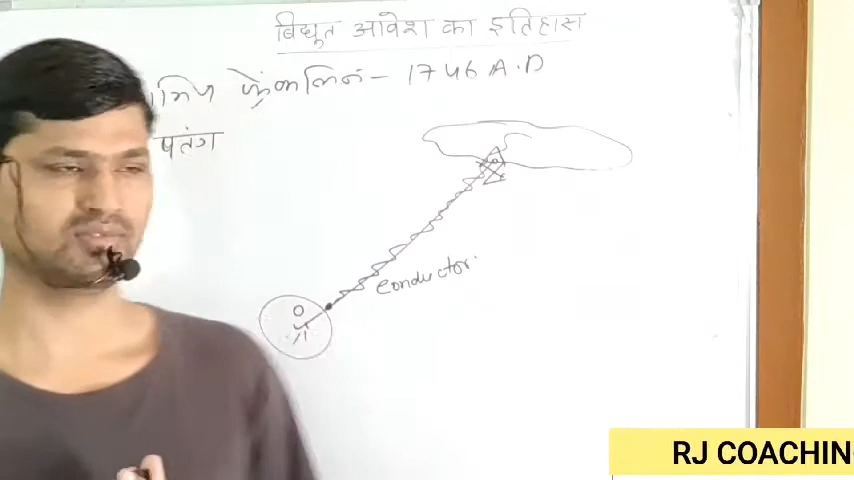 विधुत आवेश का इतिहास
फ्रेंकलिन - 1746 A.D
पतंग
conductor
RJ COACHIN